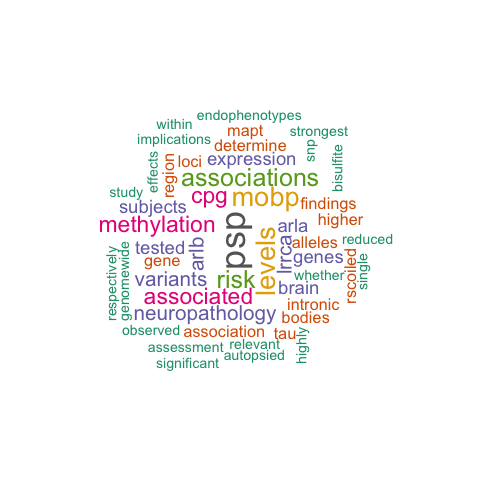 endophenotypes
within
mapt
strongest
implications
determine
snp
bisulfite
region
loci
expression
effects
associations
study
cpg
mobp
findings
subjects
higher
methylation
psp
levels
arla
lrrca
alleles
reduced
tested
arlb
genes
gene
whether
single
rscoiled
respectively
genomewide
variants
risk
brain
associated
intronic
neuropathology
bodies
observed
association
tau
highly
assessment
relevant
autopsied
significant